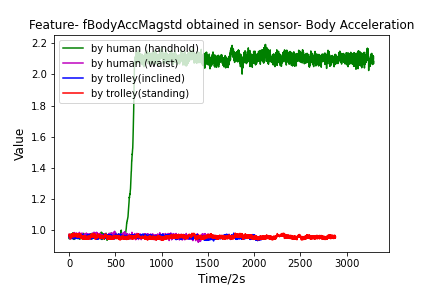 Feature- fBodyAccMagstd obtained in sensor- Body Acceleration
by human (handhold)
by human (waist)
by trolley(inclined)
by trolley(standing)
2.2
2.0
1.8
1.6
1.4
1.2
1.0
Value
0 500 1000 1500 2000 2500 3000
Time/2s